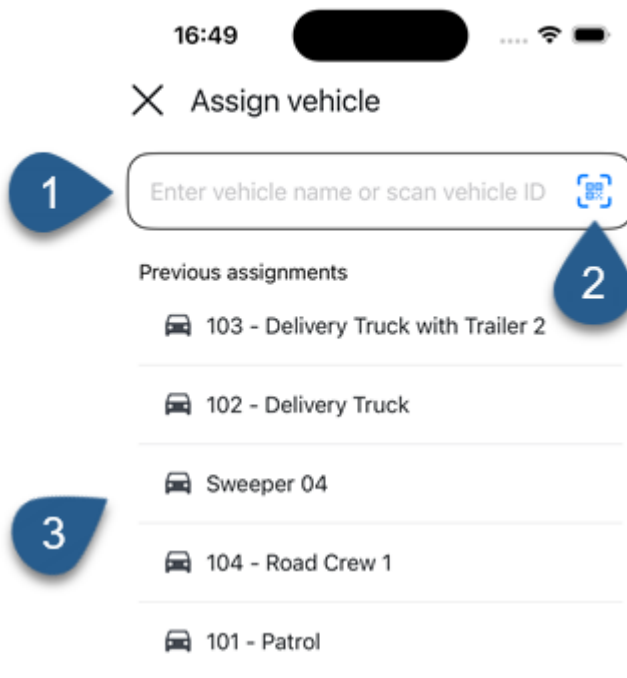 16:49
Assign vehicle
1
Enter vehicle name or scan vehicle ID
2
Previous assignments
103 - Delivery Truck with Trailer 2
102 - Delivery Truck
Sweeper 04
3
104 - Road Crew 1
101 - Patrol